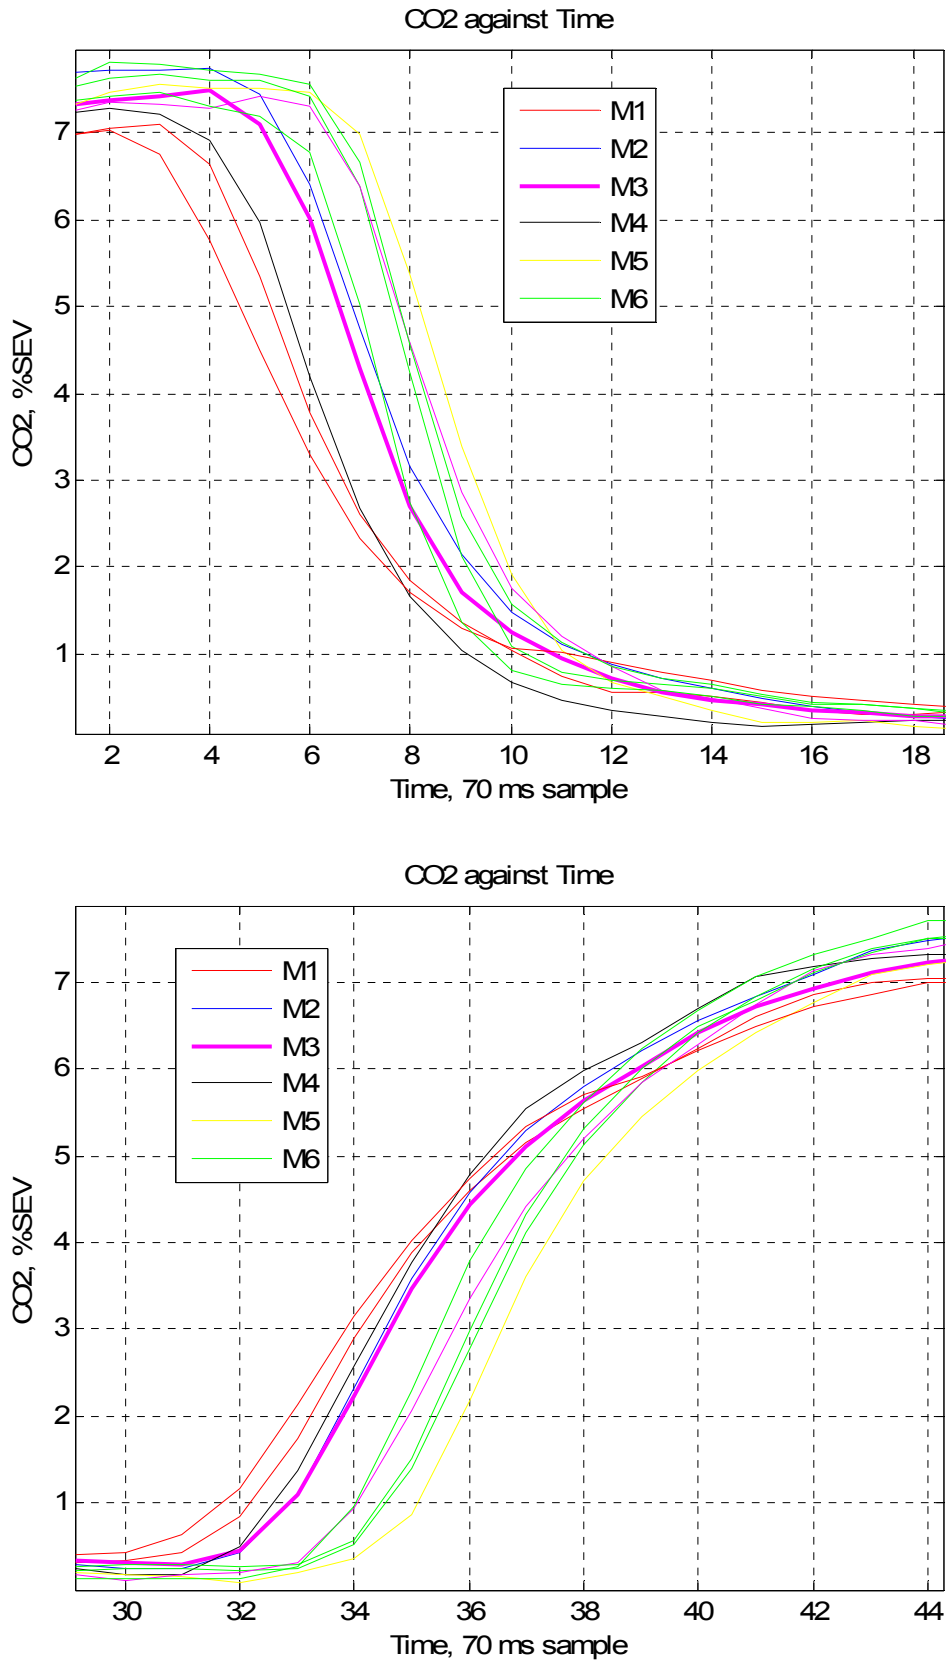 CO2 against Time
CO2, %SEV
7
6
5
4
3
2
1
M1
M2
M3
M4
M5
M6
2 4 6 8 10 12 14 16 18
Time, 70 ms sample
CO2 against Time
CO2, %SEV
7
6
5
4
3
2
1
M1
M2
M3
M4
M5
M6
30 32 34 36 38 40 42 44
Time, 70 ms sample